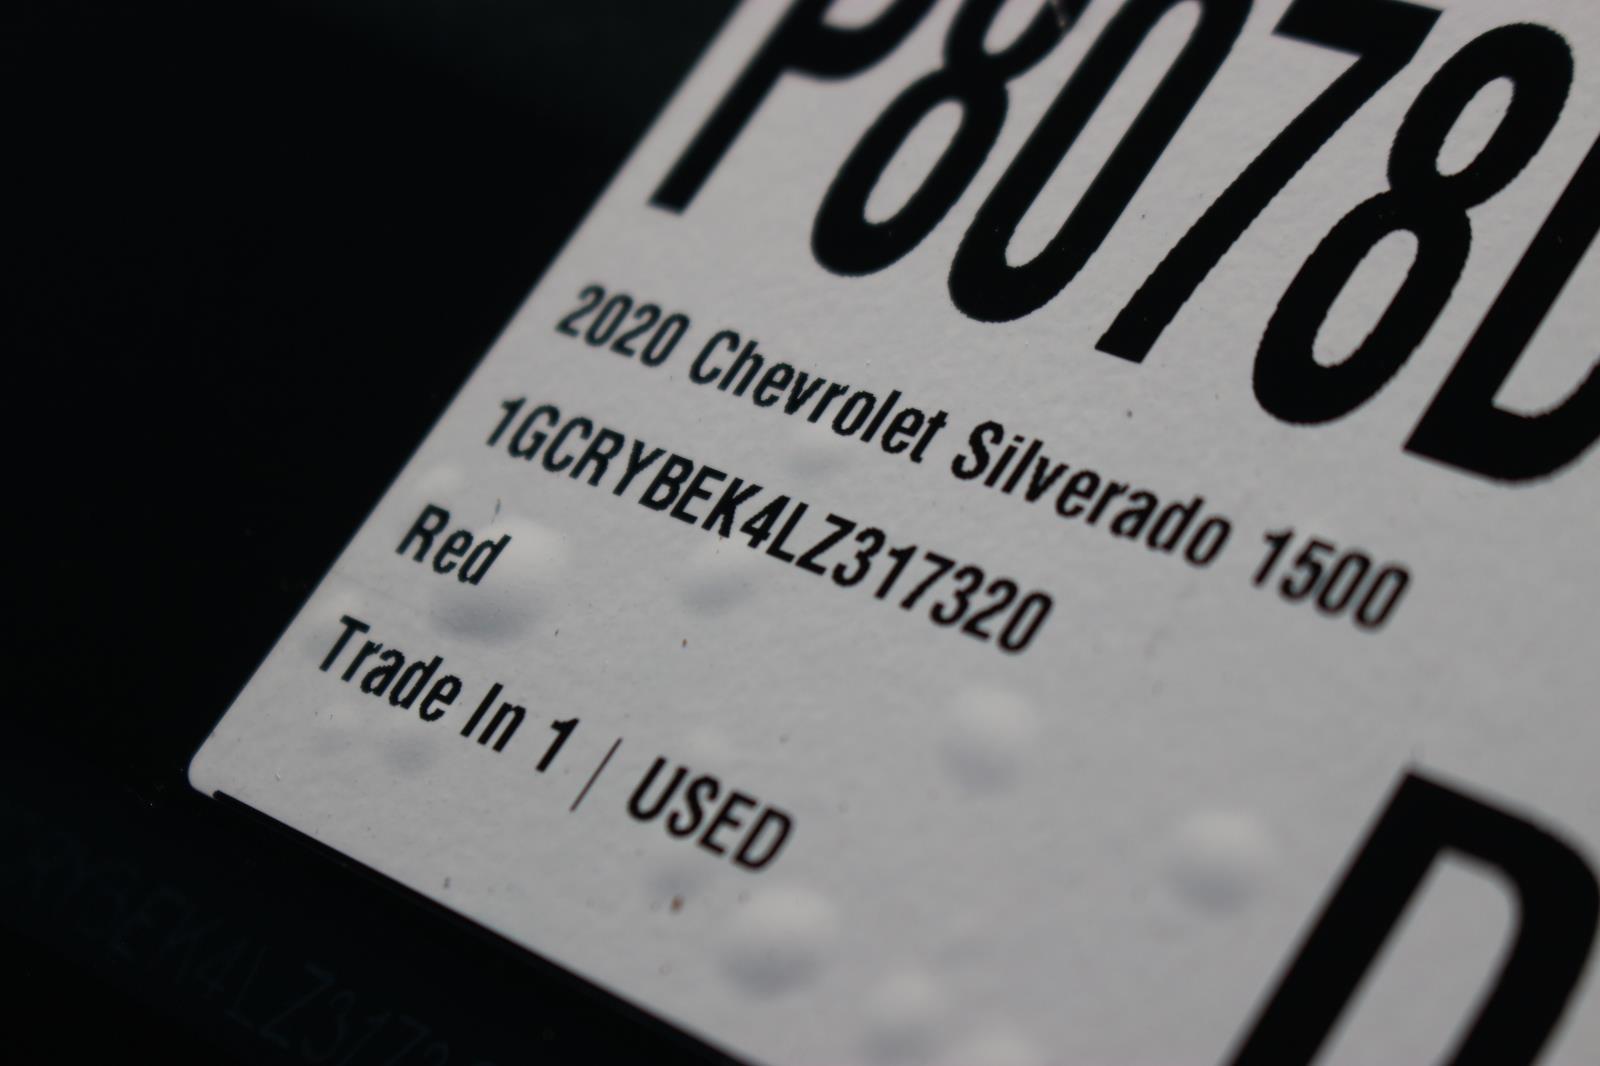 P8078D
2020 Chevrolet Silverado 1500
1GCRYBEK4LZ317320
Red
Trade In 1 | USED
D